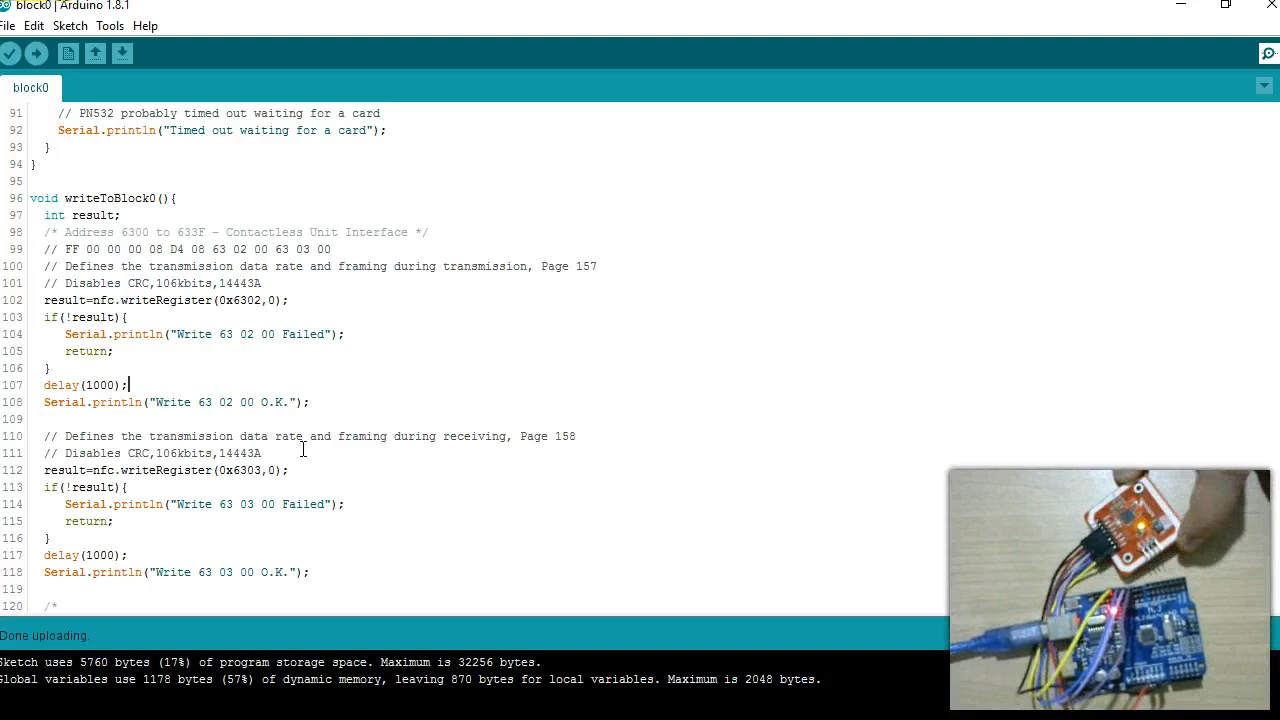 block0 | Arduino 1.8.1
File Edit Sketch Tools Help
block0
91 // PN532 probably timed out waiting for a card
92 Serial.println("Timed out waiting for a card");
93 }
94 }
95
96 void writeToBlock0(){
97 int result;
98 /* Address 6300 to 633F - Contactless Unit Interface */
99 // FF 00 00 00 08 D4 08 63 02 00 63 03 00
100 // Defines the transmission data rate and framing during transmission, Page 157
101 // Disables CRC,106kbits,14443A
102 result=nfc.writeRegister(0x6302,0);
103 if(!result){
104 Serial.println("Write 63 02 00 Failed");
105 return;
106 }
107 delay(1000);
108 Serial.println("Write 63 02 00 O.K.");
109
110 // Defines the transmission data rate and framing during receiving, Page 158
111 // Disables CRC,106kbits,14443A
112 result=nfc.writeRegister(0x6303,0);
113 if(!result){
114 Serial.println("Write 63 03 00 Failed");
115 return;
116 }
117 delay(1000);
118 Serial.println("Write 63 03 00 O.K.");
119
120 /*
Done uploading.
Sketch uses 5760 bytes (17%) of program storage space. Maximum is 32256 bytes.
Global variables use 1178 bytes (57%) of dynamic memory, leaving 870 bytes for local variables. Maximum is 2048 bytes.